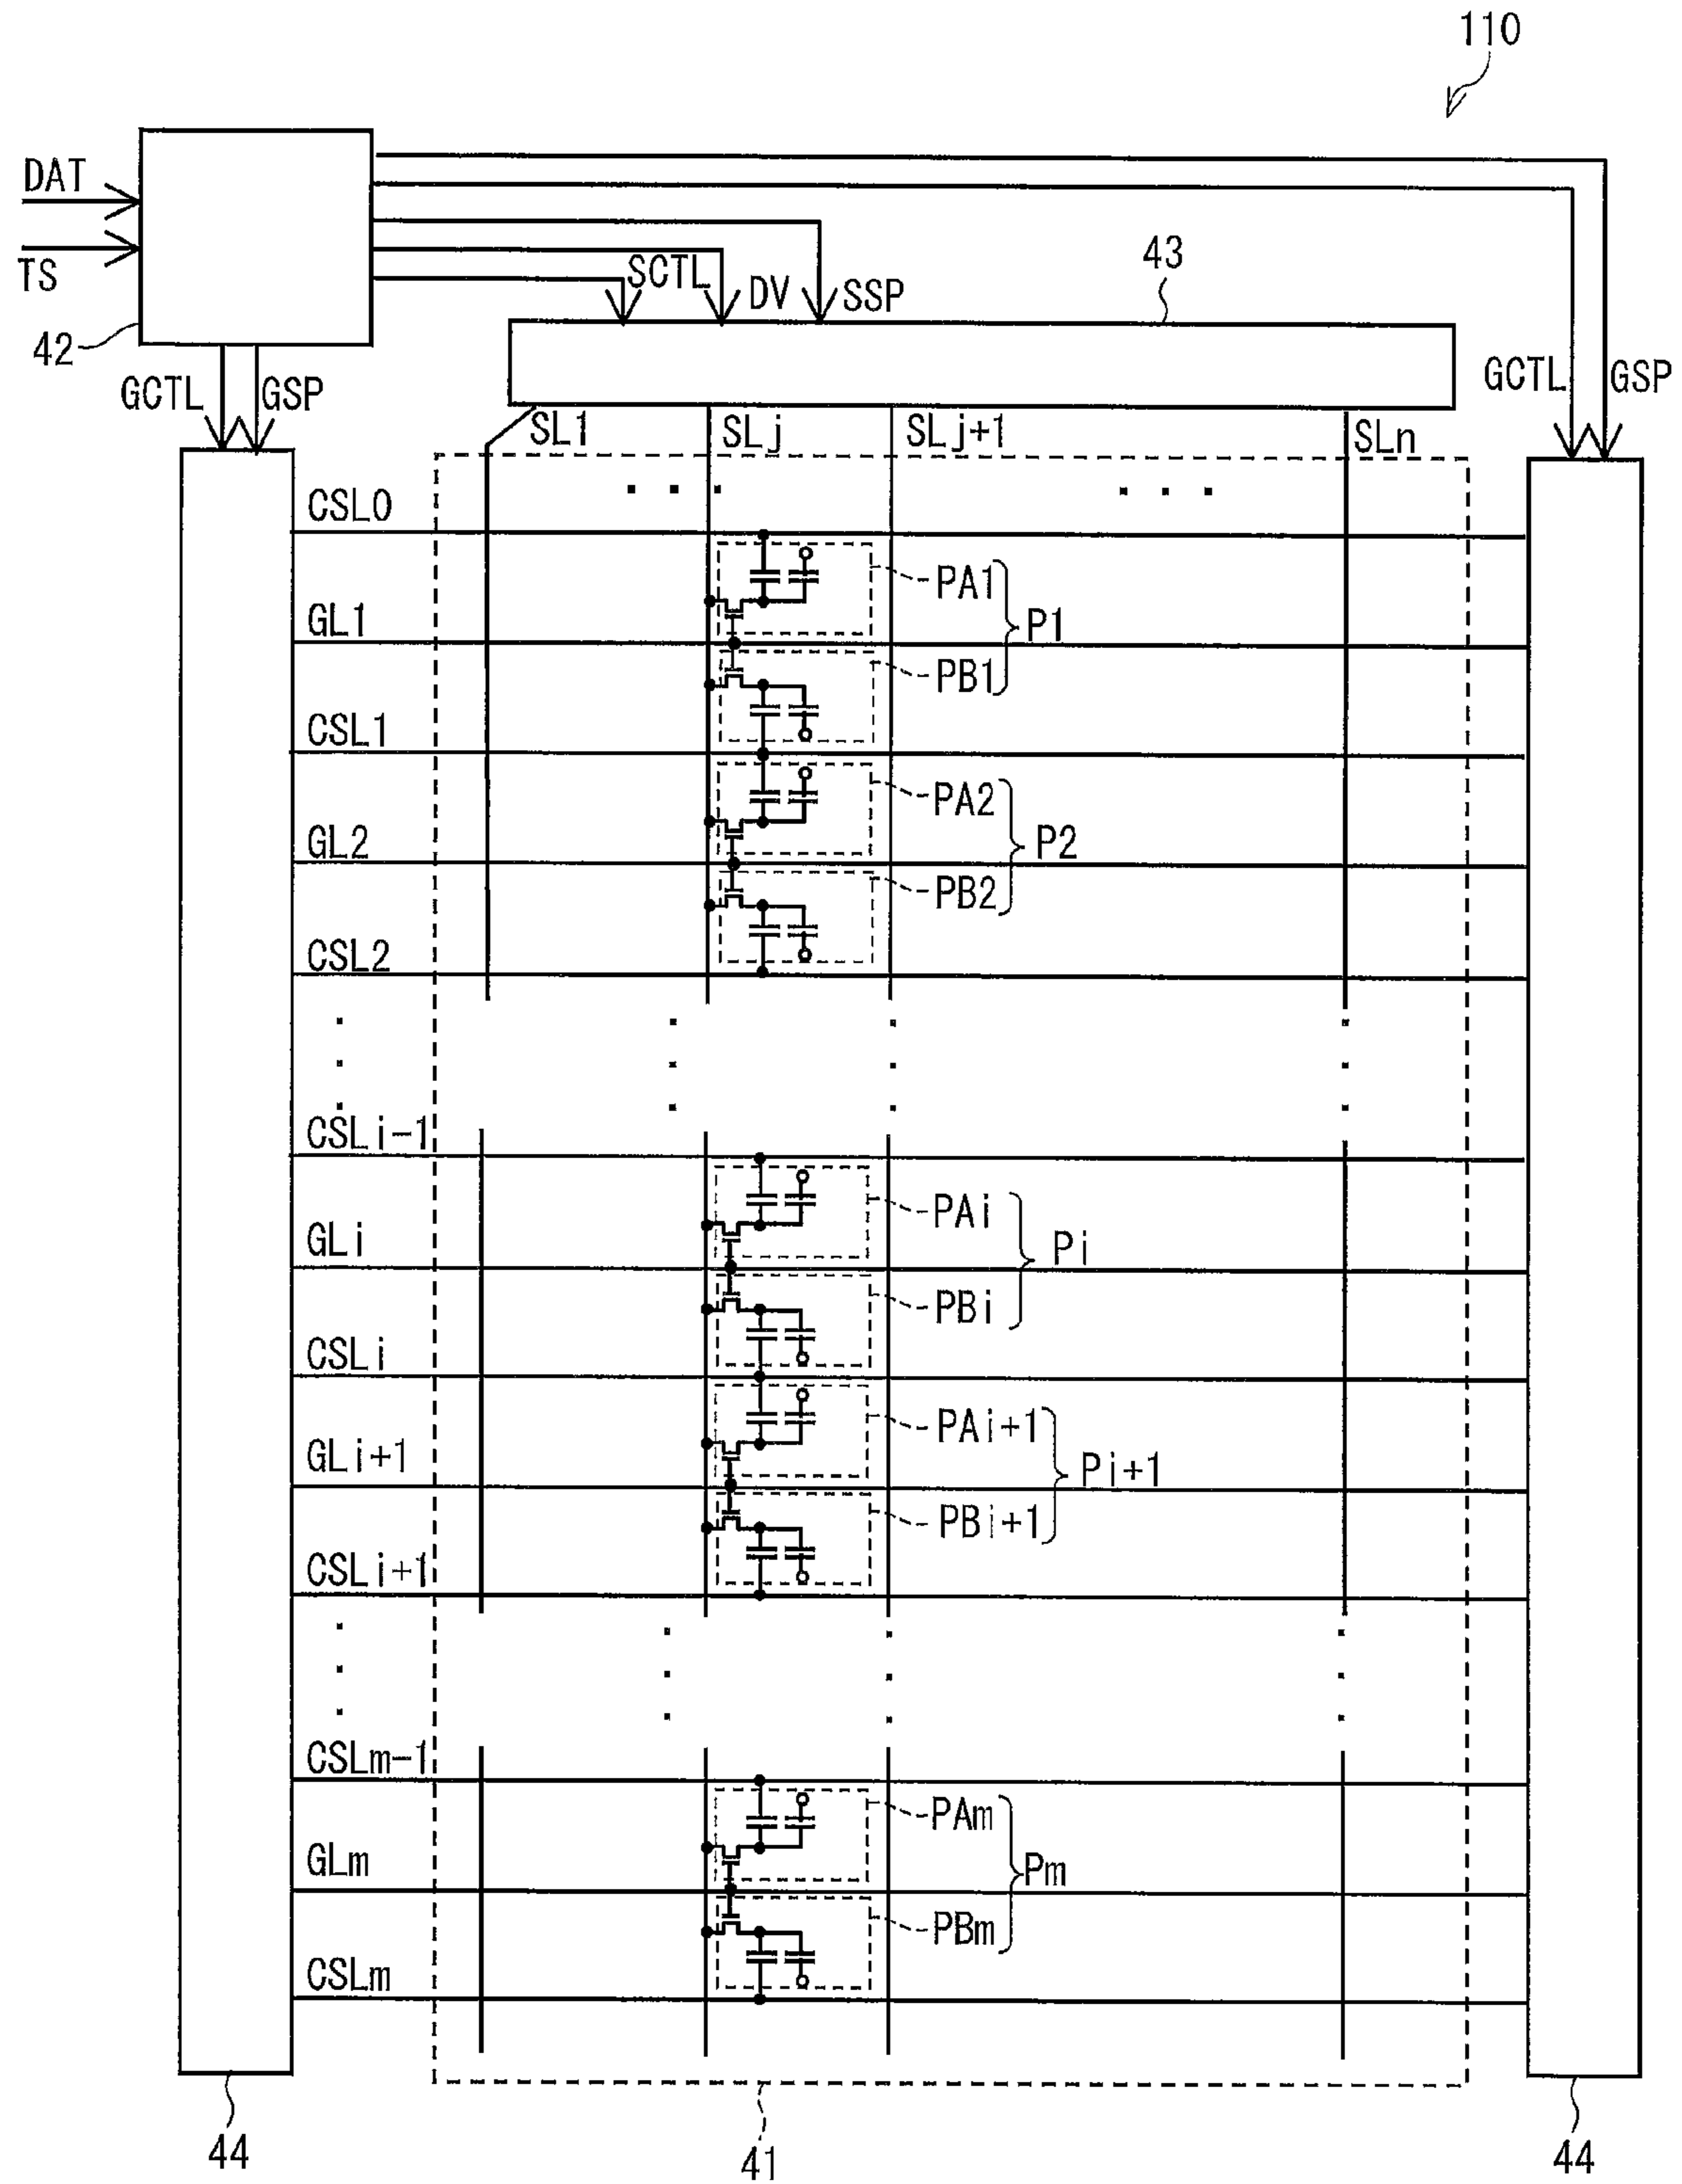 110
DAT
TS
42
SCTL
DV
SSP
43
GCTL
GSP
GCTL
GSP
SL1
SLj
SLj+1
SLn
CSL0
PA1
P1
GL1
PB1
CSL1
PA2
GL2
P2
PB2
CSL2
CSLi-1
PAi
GLi
Pi
PBi
CSLi
PAi+1
GLi+1
Pi+1
PBi+1
CSLi+1
CSLm-1
PAm
GLm
Pm
PBm
CSLm
44
41
44